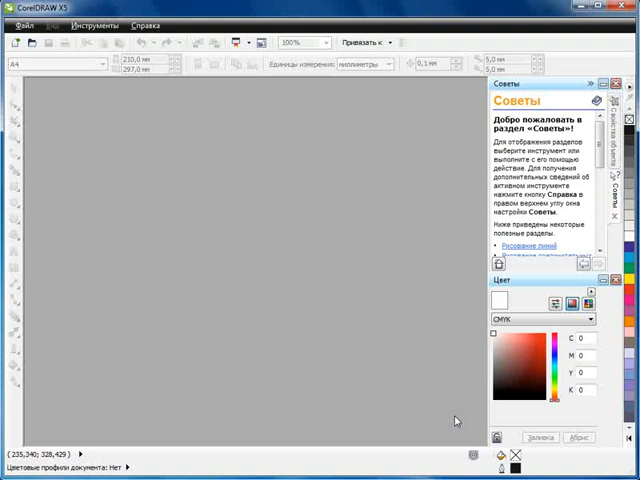 CorelDRAW X5
Файл Вид Инструменты Справка
100% Привязать к
A4 210,0 мм 297,0 мм Единицы измерения: миллиметры 0,1 мм 5,0 мм 5,0 мм
Советы
Советы
Добро пожаловать в
раздел «Советы»!
Для отображения разделов
выберите инструмент или
выполните с его помощью
действие. Для получения
дополнительных сведений об
активном инструменте
нажмите кнопку Справка в
правом верхнем углу окна
настройки Советы.
Ниже приведены некоторые
полезные разделы.
Рисование линий
Свойства объекта
Советы
Цвет
CMYK
C 0
M 0
Y 0
K 0
Заливка Абрис
( 235,340; 328,429 )
Цветовые профили документа: Нет